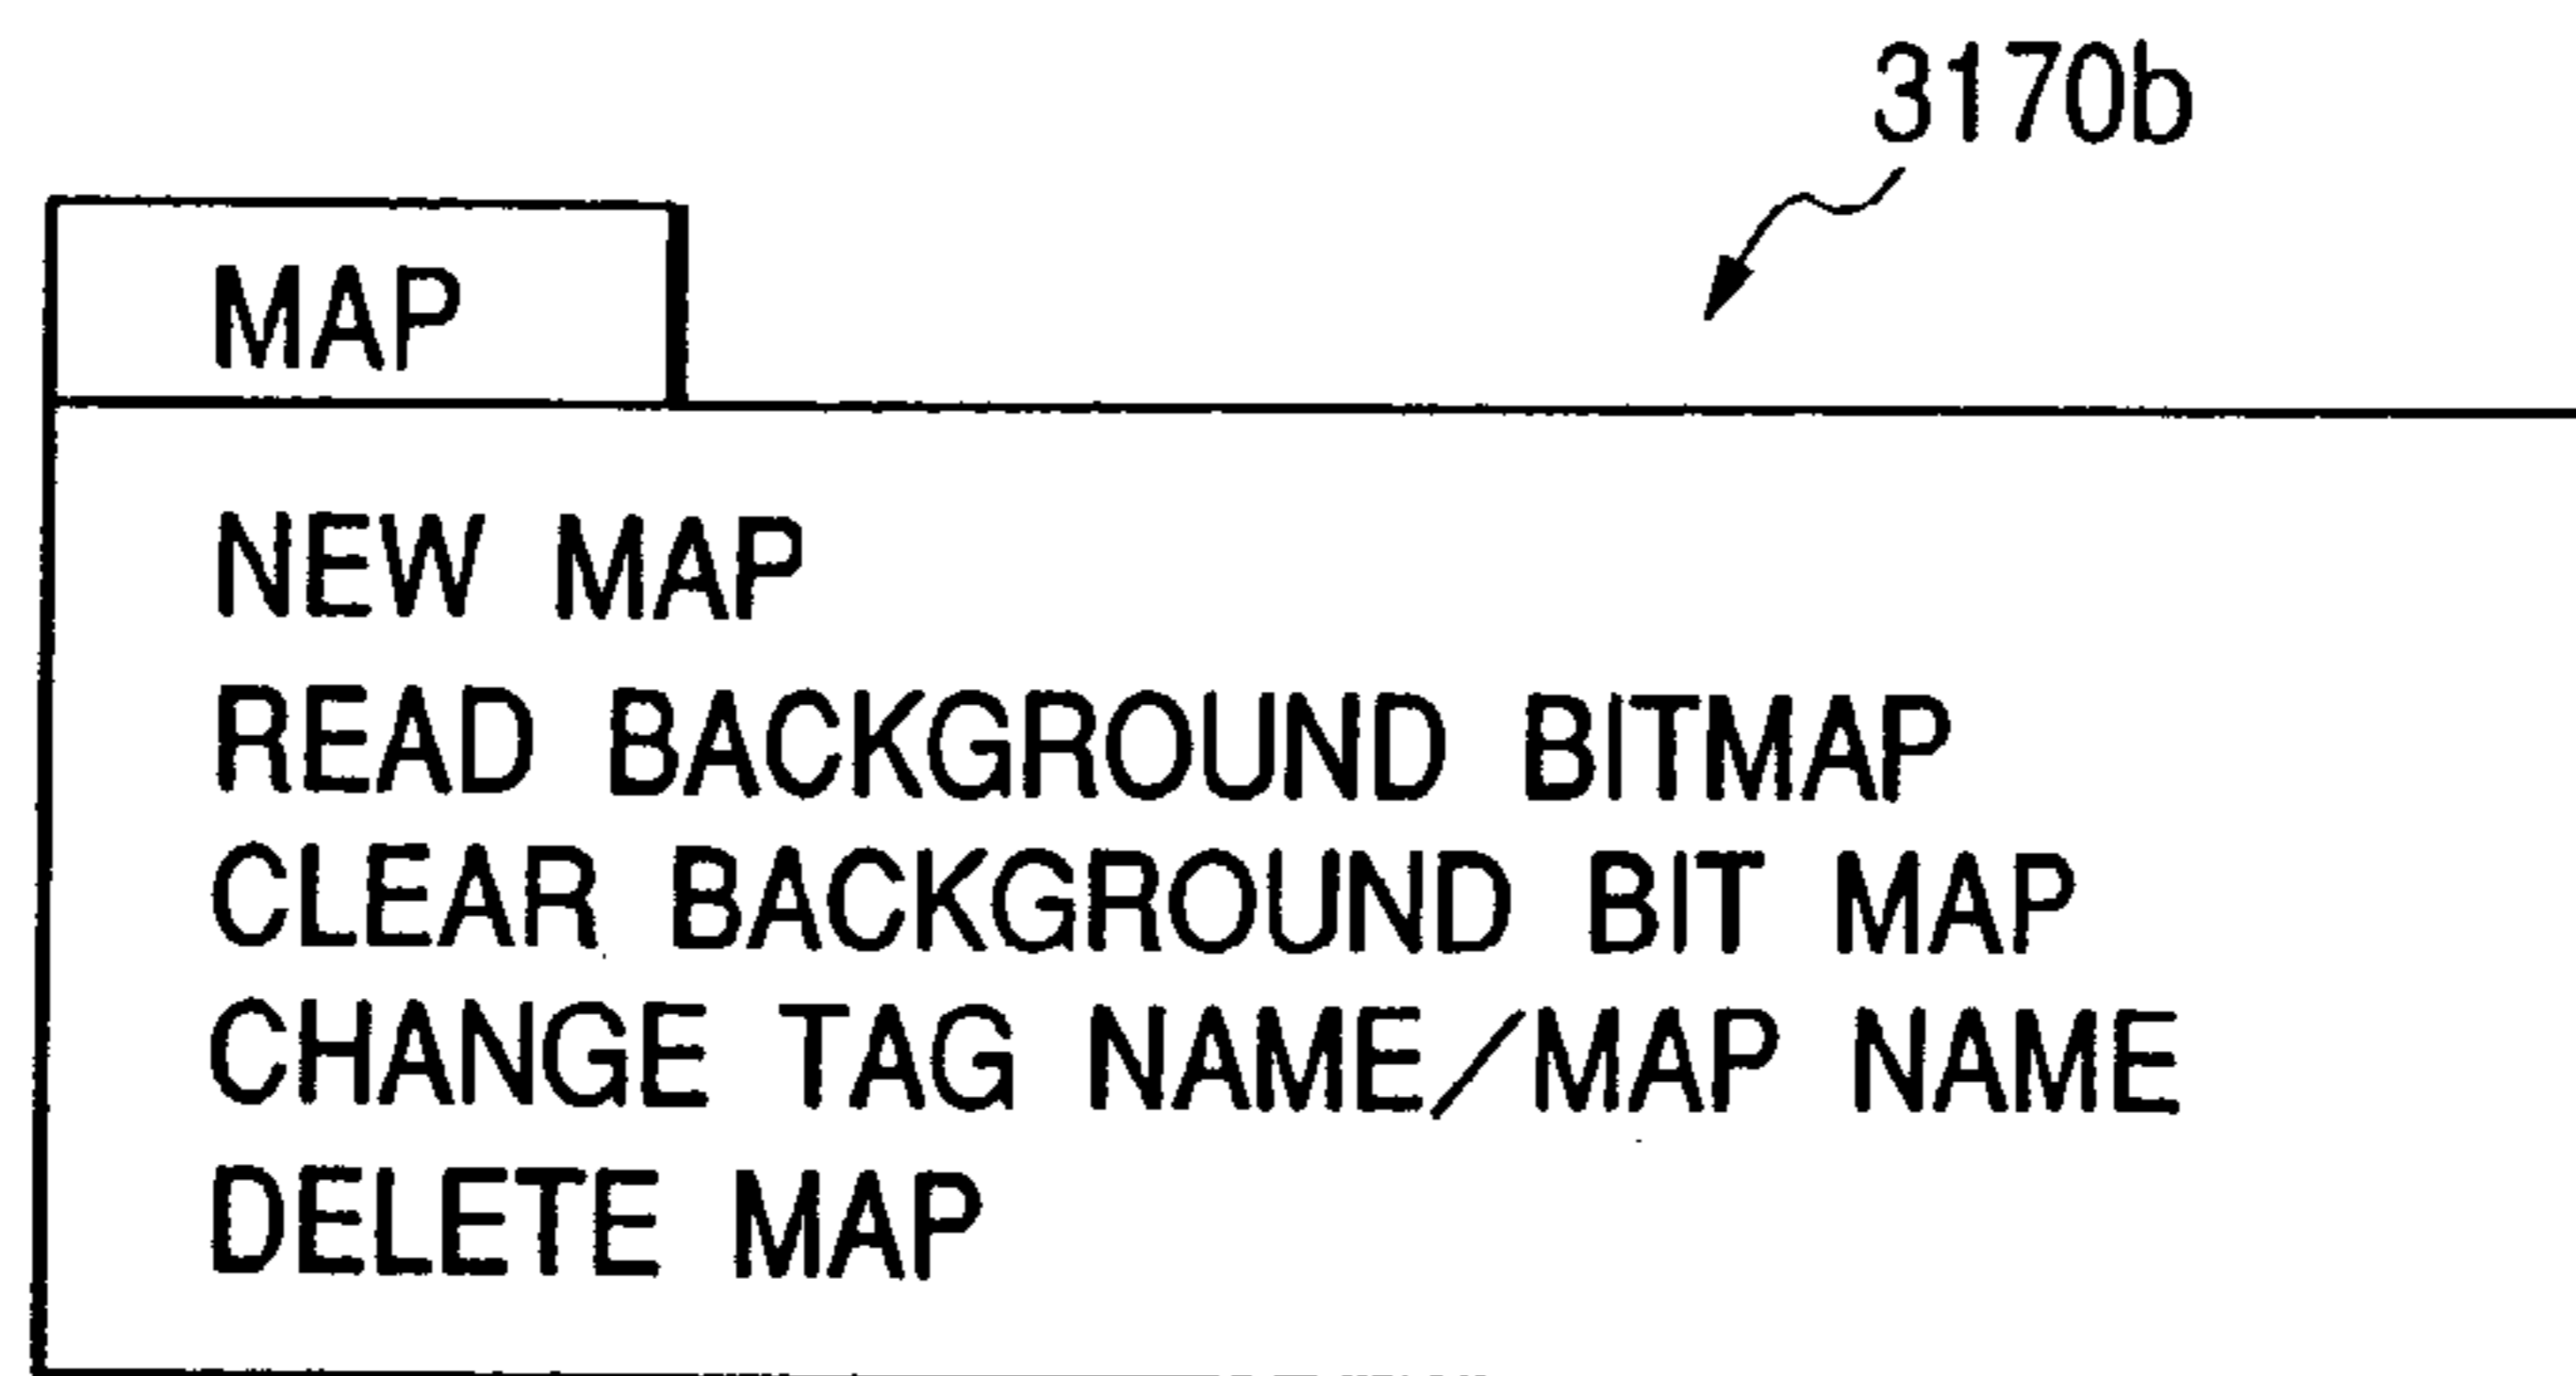 3170b
MAP
NEW MAP
READ BACKGROUND BITMAP
CLEAR BACKGROUND BIT MAP
CHANGE TAG NAME/MAP NAME
DELETE MAP